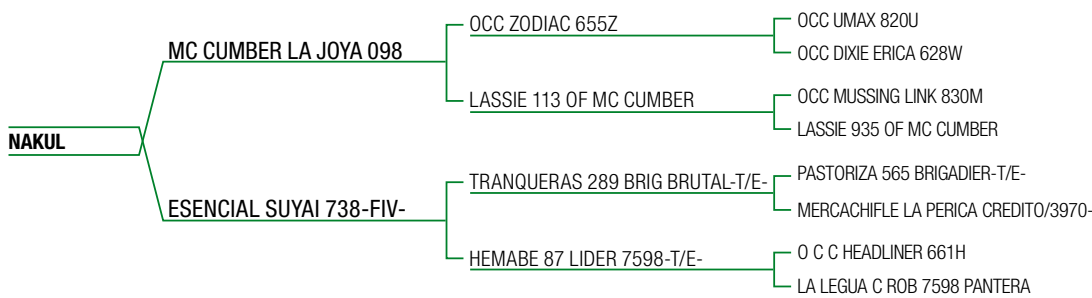 OCC UMAX 820U
OCC ZODIAC 655Z
OCC DIXIE ERICA 628W
MC CUMBER LA JOYA 098
OCC MUSSING LINK 830M
LASSIE 113 OF MC CUMBER
LASSIE 935 OF MC CUMBER
NAKUL
PASTORIZA 565 BRIGADIER-T/E-
TRANQUERAS 289 BRIG BRUTAL-T/E-
MERCACHIFLE LA PERICA CREDITO/3970-
ESENCIAL SUYAI 738-FIV-
O C C HEADLINER 661H
HEMABE 87 LIDER 7598-T/E-
LA LEGUA C ROB 7598 PANTERA